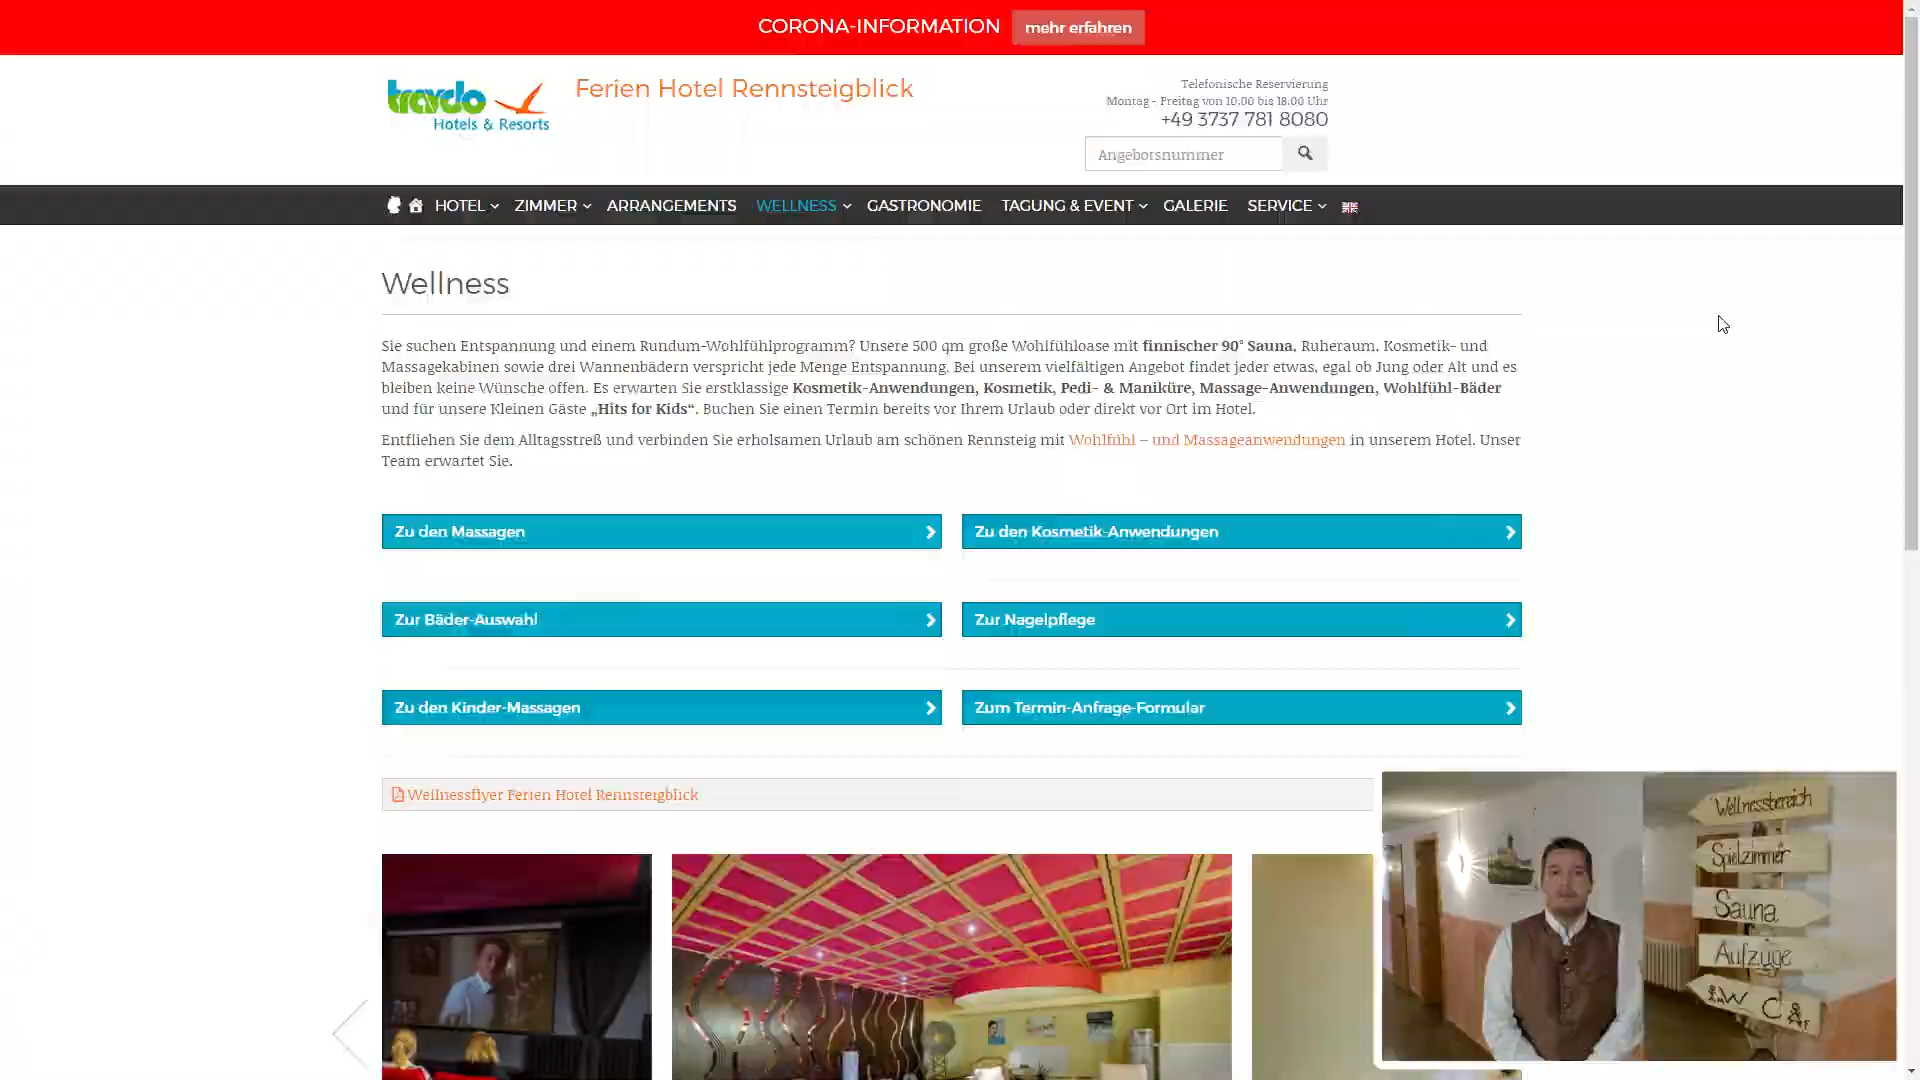 CORONA-INFORMATION mehr erfahren
travdo
Hotels & Resorts
Ferien Hotel Rennsteigblick
Telefonische Reservierung
Montag - Freitag von 10:00 bis 18:00 Uhr
+49 3737 781 8080
Angebotsnummer
HOTEL ZIMMER ARRANGEMENTS WELLNESS GASTRONOMIE TAGUNG & EVENT GALERIE SERVICE
Wellness
Sie suchen Entspannung und einem Rundum-Wohlfühlprogramm? Unsere 500 qm große Wohlfühloase mit finnischer 90° Sauna, Ruheraum, Kosmetik- und
Massagekabinen sowie drei Wannenbädern verspricht jede Menge Entspannung. Bei unserem vielfältigen Angebot findet jeder etwas, egal ob Jung oder Alt und es
bleiben keine Wünsche offen. Es erwarten Sie erstklassige Kosmetik-Anwendungen, Kosmetik, Pedi- & Maniküre, Massage-Anwendungen, Wohlfühl-Bäder
und für unsere Kleinen Gäste „Hits for Kids“. Buchen Sie einen Termin bereits vor Ihrem Urlaub oder direkt vor Ort im Hotel.
Entfliehen Sie dem Alltagsstreß und verbinden Sie erholsamen Urlaub am schönen Rennsteig mit Wohlfühl – und Massageanwendungen in unserem Hotel. Unser
Team erwartet Sie.
Zu den Massagen
Zu den Kosmetik-Anwendungen
Zur Bäder-Auswahl
Zur Nagelpflege
Zu den Kinder-Massagen
Zum Termin-Anfrage-Formular
Wellnessflyer Ferien Hotel Rennsteigblick
Wellnessbereich
Spielzimmer
Sauna
Aufzüge
W C